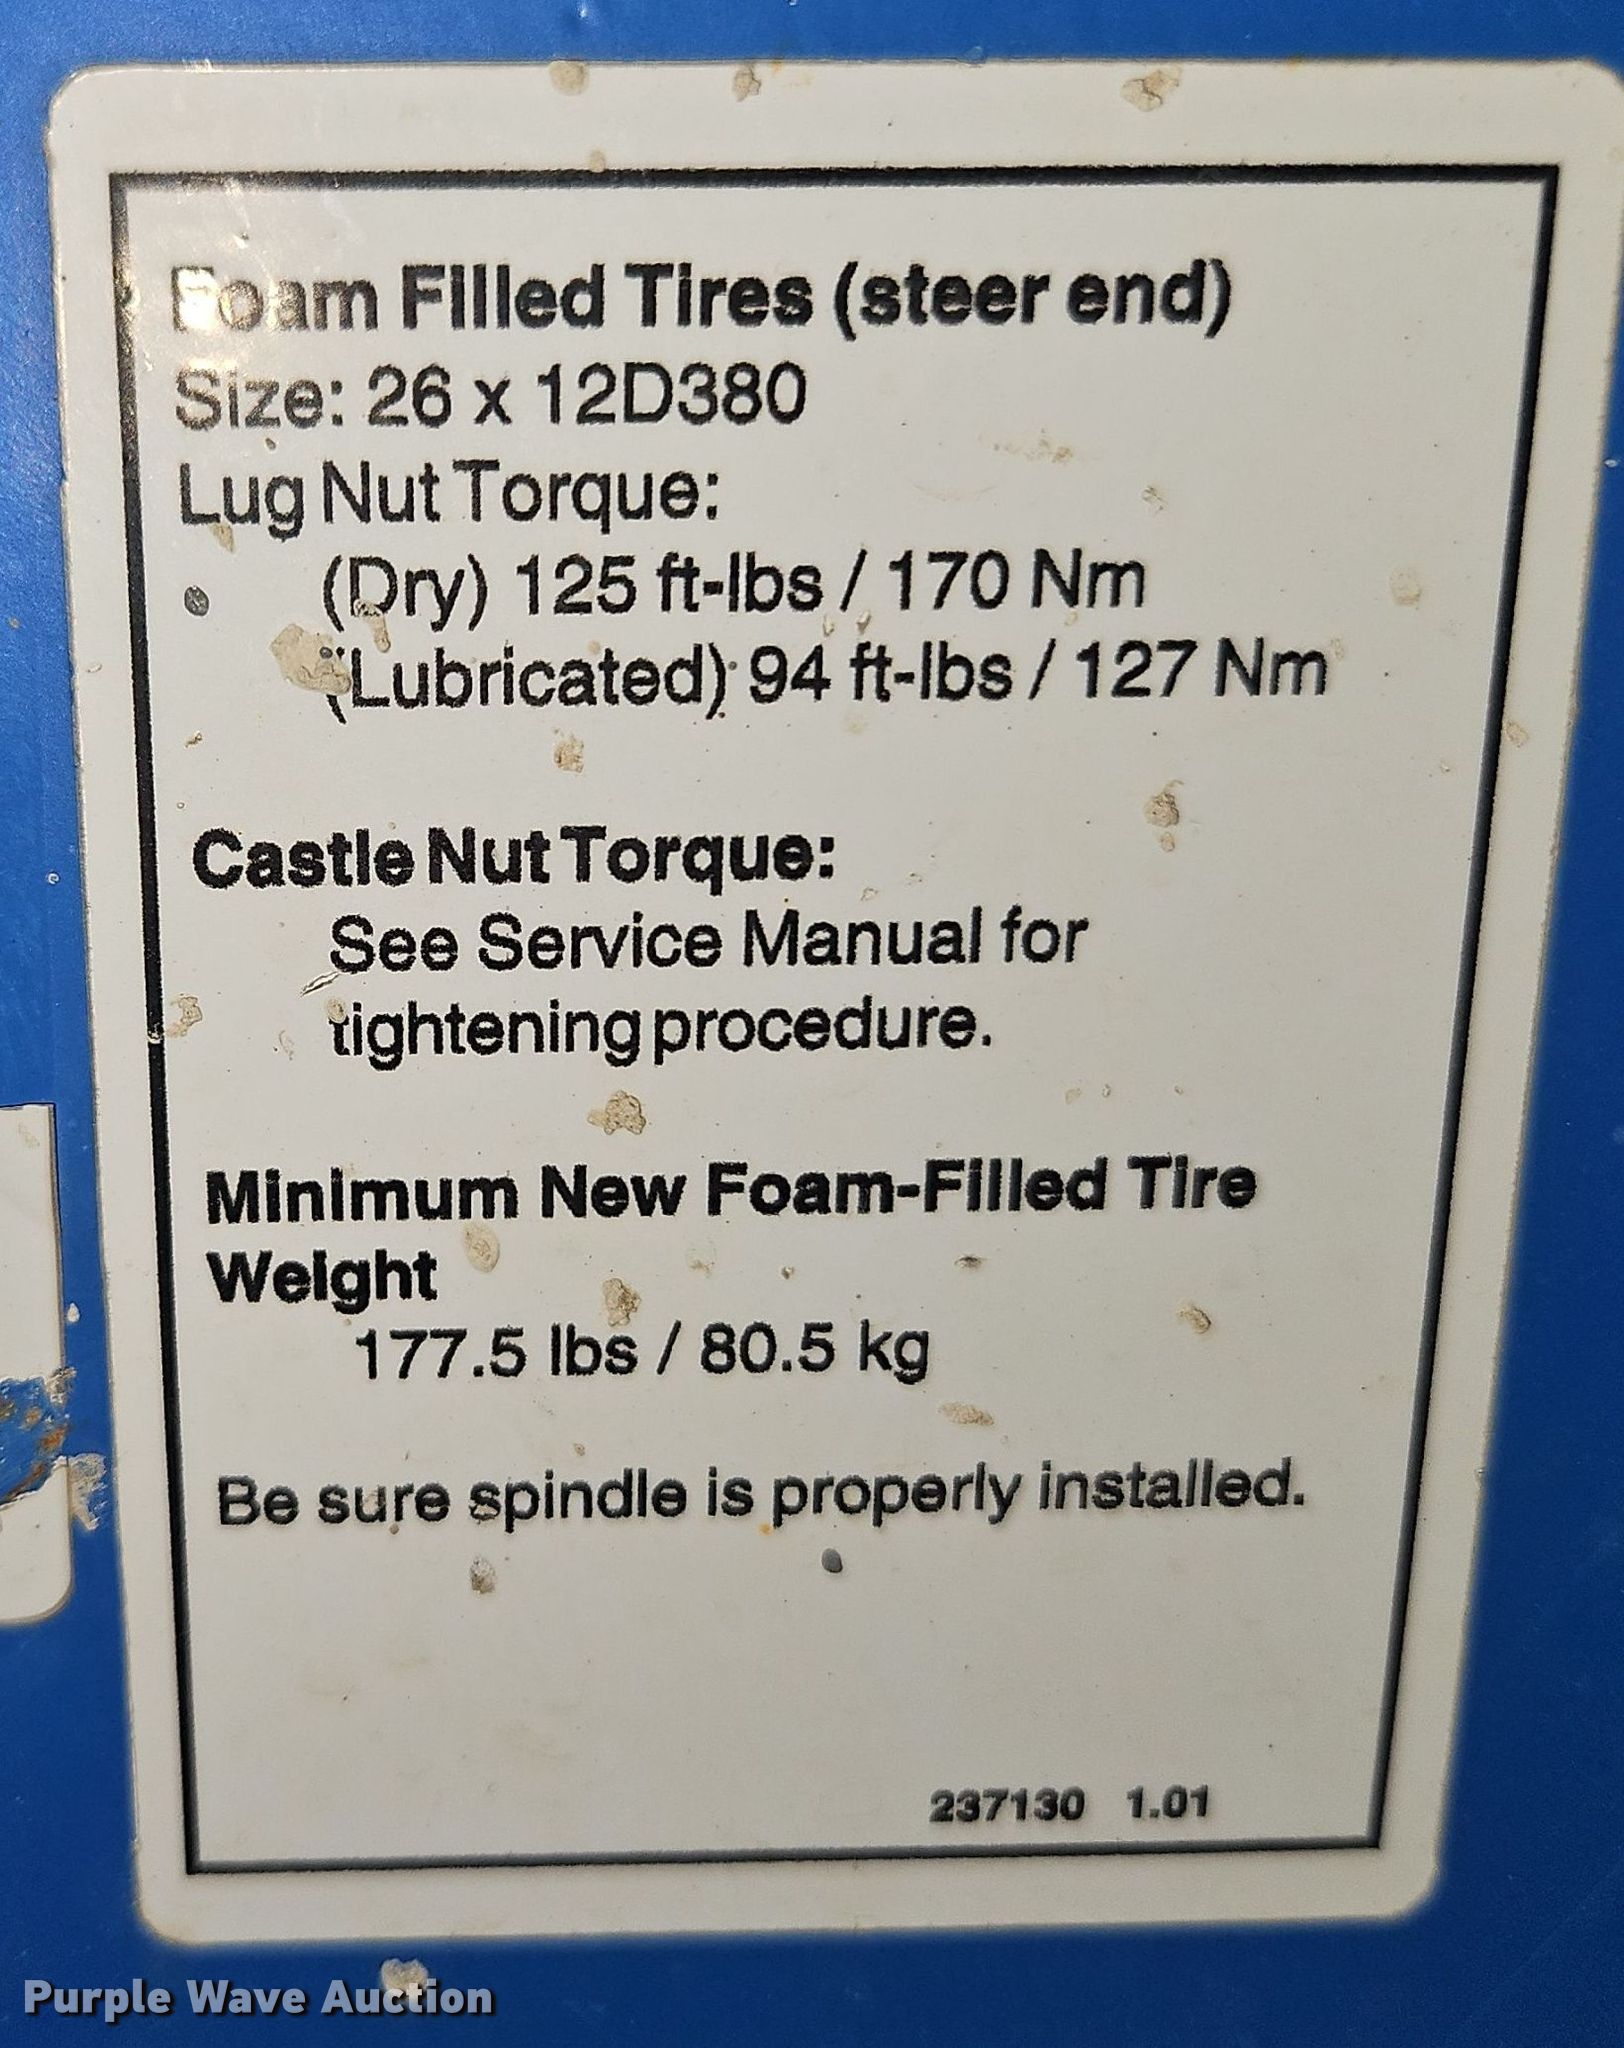 Foam Filled Tires (steer end)
Size: 26 x 12D380
Lug Nut Torque:
(Dry) 125 ft-lbs / 170 Nm
(Lubricated) 94 ft-lbs / 127 Nm
Castle Nut Torque:
See Service Manual for
tightening procedure.
Minimum New Foam-Filled Tire
Weight
177.5 lbs / 80.5 kg
Be sure spindle is properly installed.
237130 1.01
Purple Wave Auction